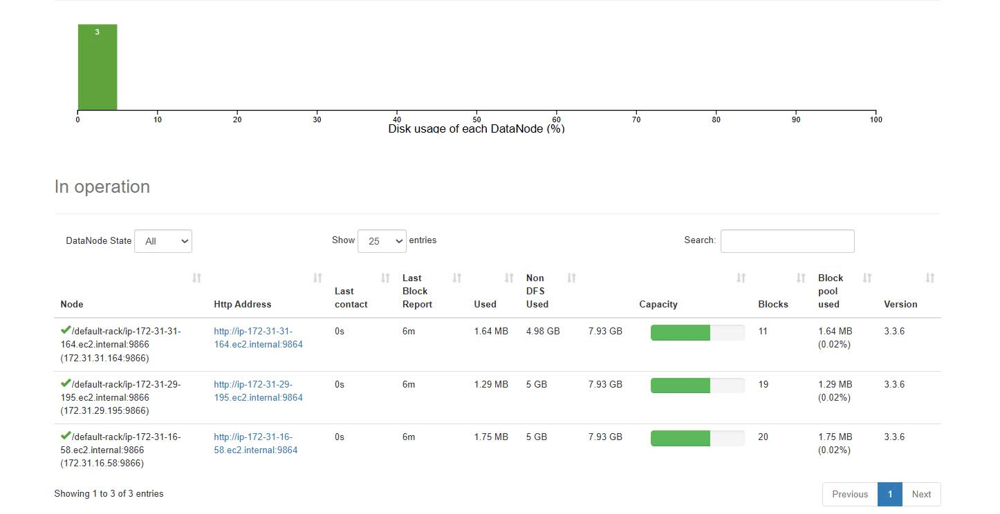 3
0 10 20 30 40 50 60 70 80 90 100
Disk usage of each DataNode (%)
In operation
DataNode State All Show 25 entries Search:
Last Non Block
Last Block DFS pool
Node Http Address contact Report Used Used Capacity Blocks used Version
/default-rack/ip-172-31-31- http://ip-172-31-31- 0s 6m 1.64 MB 4.98 GB 7.93 GB 11 1.64 MB 3.3.6
164.ec2.internal:9866 164.ec2.internal:9864 (0.02%)
(172.31.31.164:9866)
/default-rack/ip-172-31-29- http://ip-172-31-29- 0s 6m 1.29 MB 5 GB 7.93 GB 19 1.29 MB 3.3.6
195.ec2.internal:9866 195.ec2.internal:9864 (0.02%)
(172.31.29.195:9866)
/default-rack/ip-172-31-16- http://ip-172-31-16- 0s 6m 1.75 MB 5 GB 7.93 GB 20 1.75 MB 3.3.6
58.ec2.internal:9866 58.ec2.internal:9864 (0.02%)
(172.31.16.58:9866)
Showing 1 to 3 of 3 entries Previous 1 Next